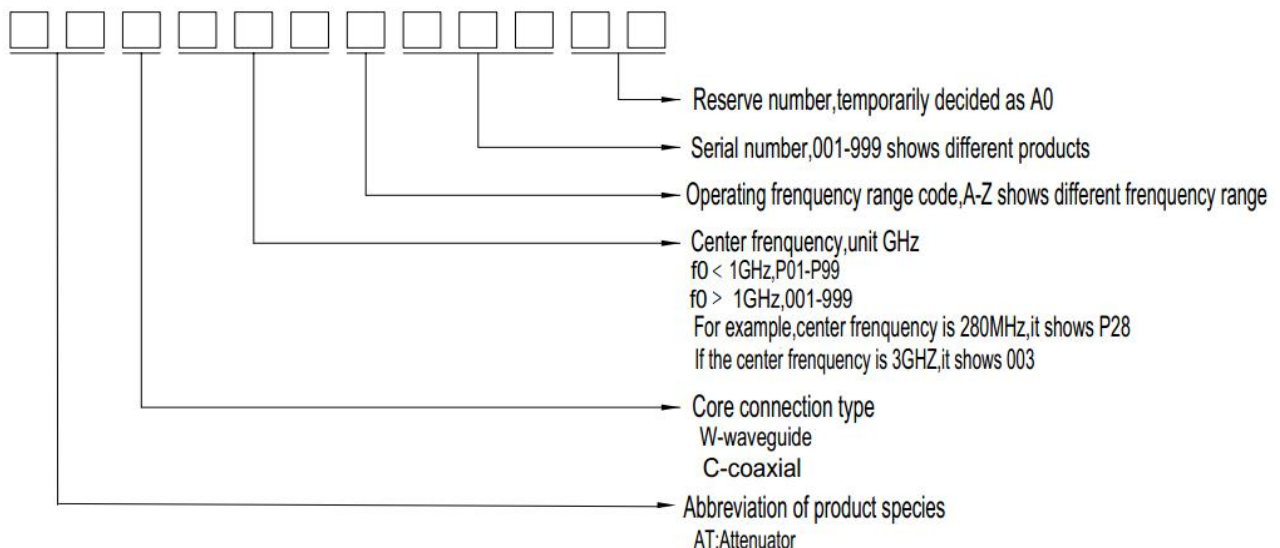 Reserve number,temporarily decided as A0
Serial number,001-999 shows different products
Operating frenquency range code,A-Z shows different frenquency range
Center frenquency,unit GHz
f0 < 1GHz,P01-P99
f0 > 1GHz,001-999
For example,center frenquency is 280MHz,it shows P28
If the center frenquency is 3GHZ,it shows 003
Core connection type
W-waveguide
C-coaxial
Abbreviation of product species
AT:Attenuator